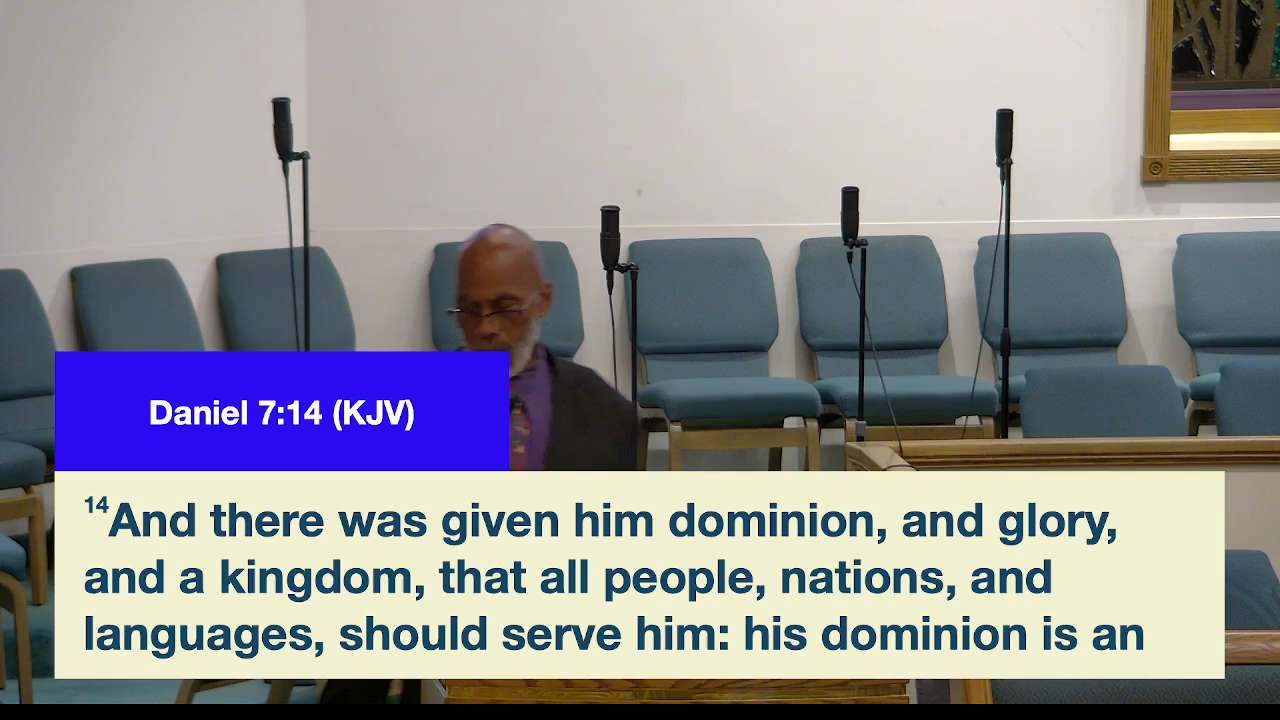 Daniel 7:14 (KJV)
14And there was given him dominion, and glory,
and a kingdom, that all people, nations, and
languages, should serve him: his dominion is an